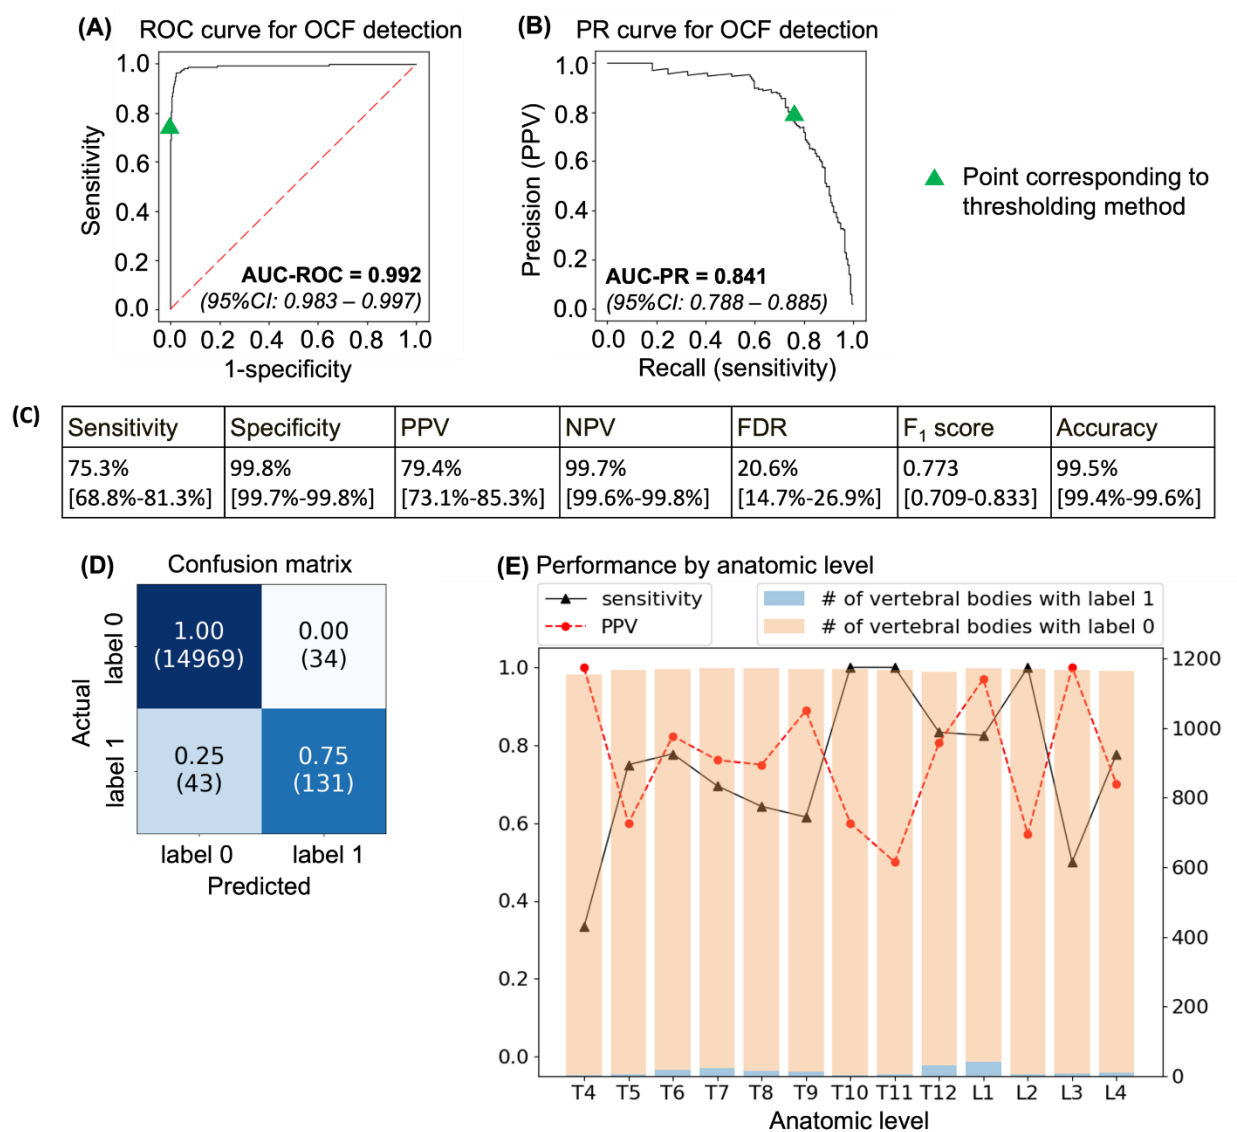 (A) ROC curve for OCF detection
1.0
0.8
0.6
0.4
0.2
0.0
Sensitivity
AUC-ROC = 0.992
(95%CI: 0.983 – 0.997)
0.0 0.2 0.4 0.6 0.8 1.0
1-specificity
(B) PR curve for OCF detection
1.0
0.8
0.6
0.4
0.2
0.0
Precision (PPV)
AUC-PR = 0.841
(95%CI: 0.788 – 0.885)
0.0 0.2 0.4 0.6 0.8 1.0
Recall (sensitivity)
Point corresponding to
thresholding method
(C)
Sensitivity Specificity PPV NPV FDR F1 score Accuracy
75.3% 99.8% 79.4% 99.7% 20.6% 0.773 99.5%
[68.8%-81.3%] [99.7%-99.8%] [73.1%-85.3%] [99.6%-99.8%] [14.7%-26.9%] [0.709-0.833] [99.4%-99.6%]
(D) Confusion matrix
Actual
label 0
label 1
1.00 0.00
(14969) (34)
0.25 0.75
(43) (131)
label 0 label 1
Predicted
(E) Performance by anatomic level
sensitivity
PPV
# of vertebral bodies with label 1
# of vertebral bodies with label 0
1.0
0.8
0.6
0.4
0.2
0.0
1200
1000
800
600
400
200
0
T4 T5 T6 T7 T8 T9 T10 T11 T12 L1 L2 L3 L4
Anatomic level